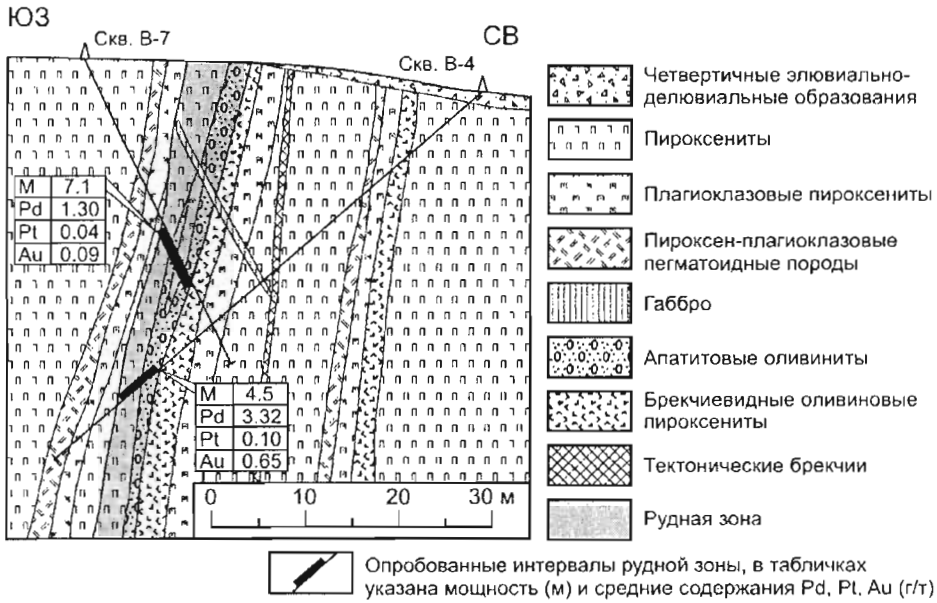 ЮЗ
Скв. В-7
СВ
Скв. В-4
М 7.1
Pd 1.30
Pt 0.04
Au 0.09
М 4.5
Pd 3.32
Pt 0.10
Au 0.65
0 10 20 30 м
Четвертичные элювиально-
делювиальные образования
Пироксениты
Плагиоклазовые пироксениты
Пироксен-плагиоклазовые
пегматоидные породы
Габбро
Апатитовые оливиниты
Брекчиевидные оливиновые
пироксениты
Тектонические брекчии
Рудная зона
Опробованные интервалы рудной зоны, в табличках
указана мощность (м) и средние содержания Pd, Pt, Au (г/т)